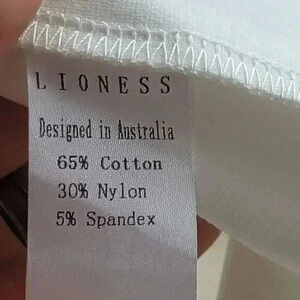 LIONESS
Designed in Australia
65% Cotton
30% Nylon
5% Spandex